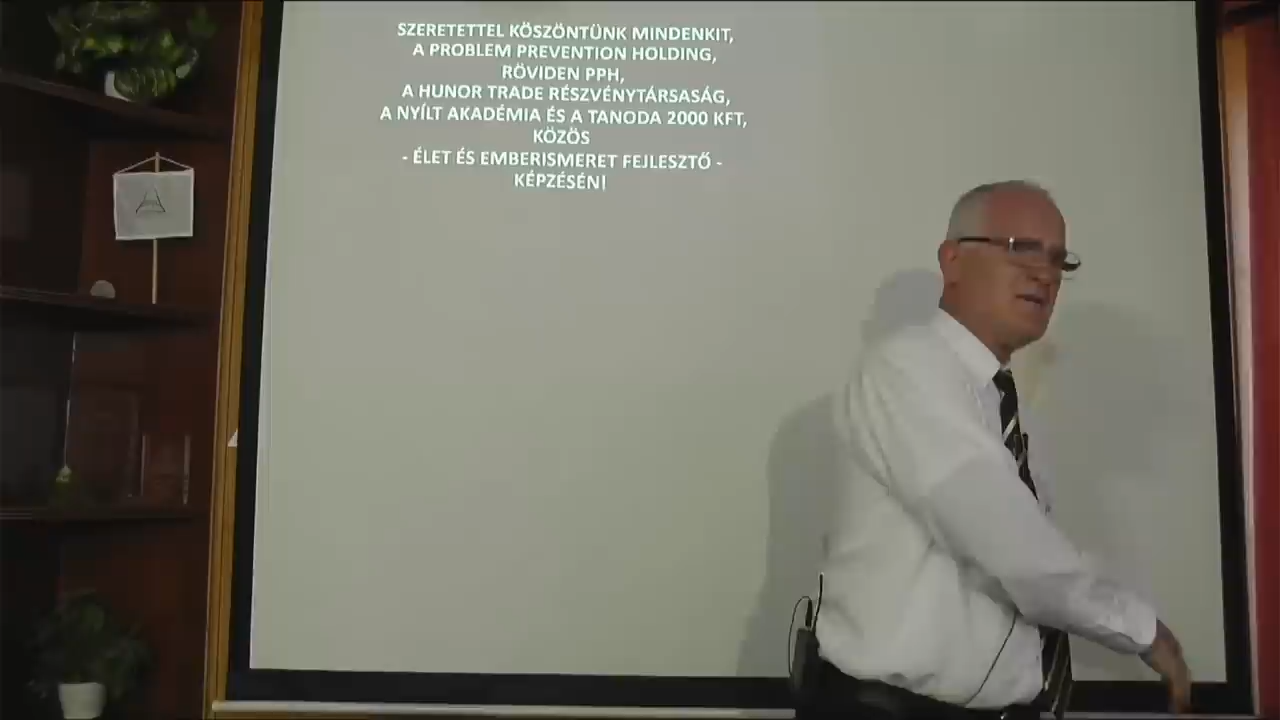 SZERETETTEL KÖSZÖNTÜNK MINDENKIT,
A PROBLEM PREVENTION HOLDING,
RÖVIDEN PPH,
A HUNOR TRADE RÉSZVÉNYTÁRSASÁG,
A NYÍLT AKADÉMIA ÉS A TANODA 2000 KFT,
KÖZÖS
- ÉLET ÉS EMBERISMERET FEJLESZTŐ -
KÉPZÉSÉN!